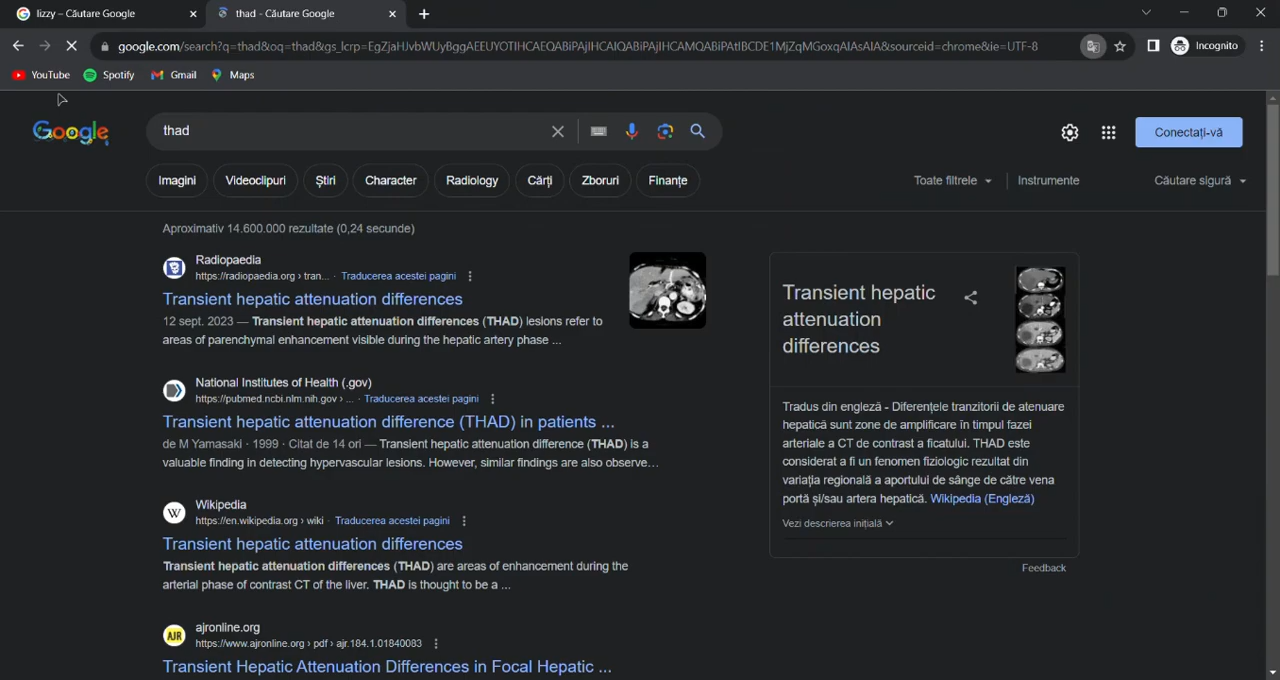 lizzy – Căutare Google
thad - Căutare Google
google.com/search?q=thad&oq=thad&gs_lcrp=EgZjaHJvbWUyBggAEEUYOTIHCAEQABiPAjIHCAIQABiPAjIHCAMQABiPAtIBCDE1MjZqMGoxqAIAsAIA&sourceid=chrome&ie=UTF-8
Incognito
YouTube
Spotify
Gmail
Maps
Google
thad
Conectați-vă
Imagini
Videoclipuri
Știri
Character
Radiology
Cărți
Zboruri
Finanțe
Toate filtrele
Instrumente
Căutare sigură
Aproximativ 14.600.000 rezultate (0,24 secunde)
Radiopaedia
https://radiopaedia.org › tran... · Traducerea acestei pagini
Transient hepatic attenuation differences
12 sept. 2023 — Transient hepatic attenuation differences (THAD) lesions refer to
areas of parenchymal enhancement visible during the hepatic artery phase ...
National Institutes of Health (.gov)
https://pubmed.ncbi.nlm.nih.gov › ... · Traducerea acestei pagini
Transient hepatic attenuation difference (THAD) in patients ...
de M Yamasaki · 1999 · Citat de 14 ori — Transient hepatic attenuation difference (THAD) is a
valuable finding in detecting hypervascular lesions. However, similar findings are also observe...
W
Wikipedia
https://en.wikipedia.org › wiki · Traducerea acestei pagini
Transient hepatic attenuation differences
Transient hepatic attenuation differences (THAD) are areas of enhancement during the
arterial phase of contrast CT of the liver. THAD is thought to be a ...
AJR
ajronline.org
https://www.ajronline.org › pdf › ajr.184.1.01840083
Transient Hepatic Attenuation Differences in Focal Hepatic ...
Transient hepatic
attenuation
differences
Tradus din engleză - Diferențele tranzitorii de atenuare
hepatică sunt zone de amplificare în timpul fazei
arteriale a CT de contrast a ficatului. THAD este
considerat a fi un fenomen fiziologic rezultat din
variația regională a aportului de sânge de către vena
portă și/sau artera hepatică. Wikipedia (Engleză)
Vezi descrierea inițială
Feedback